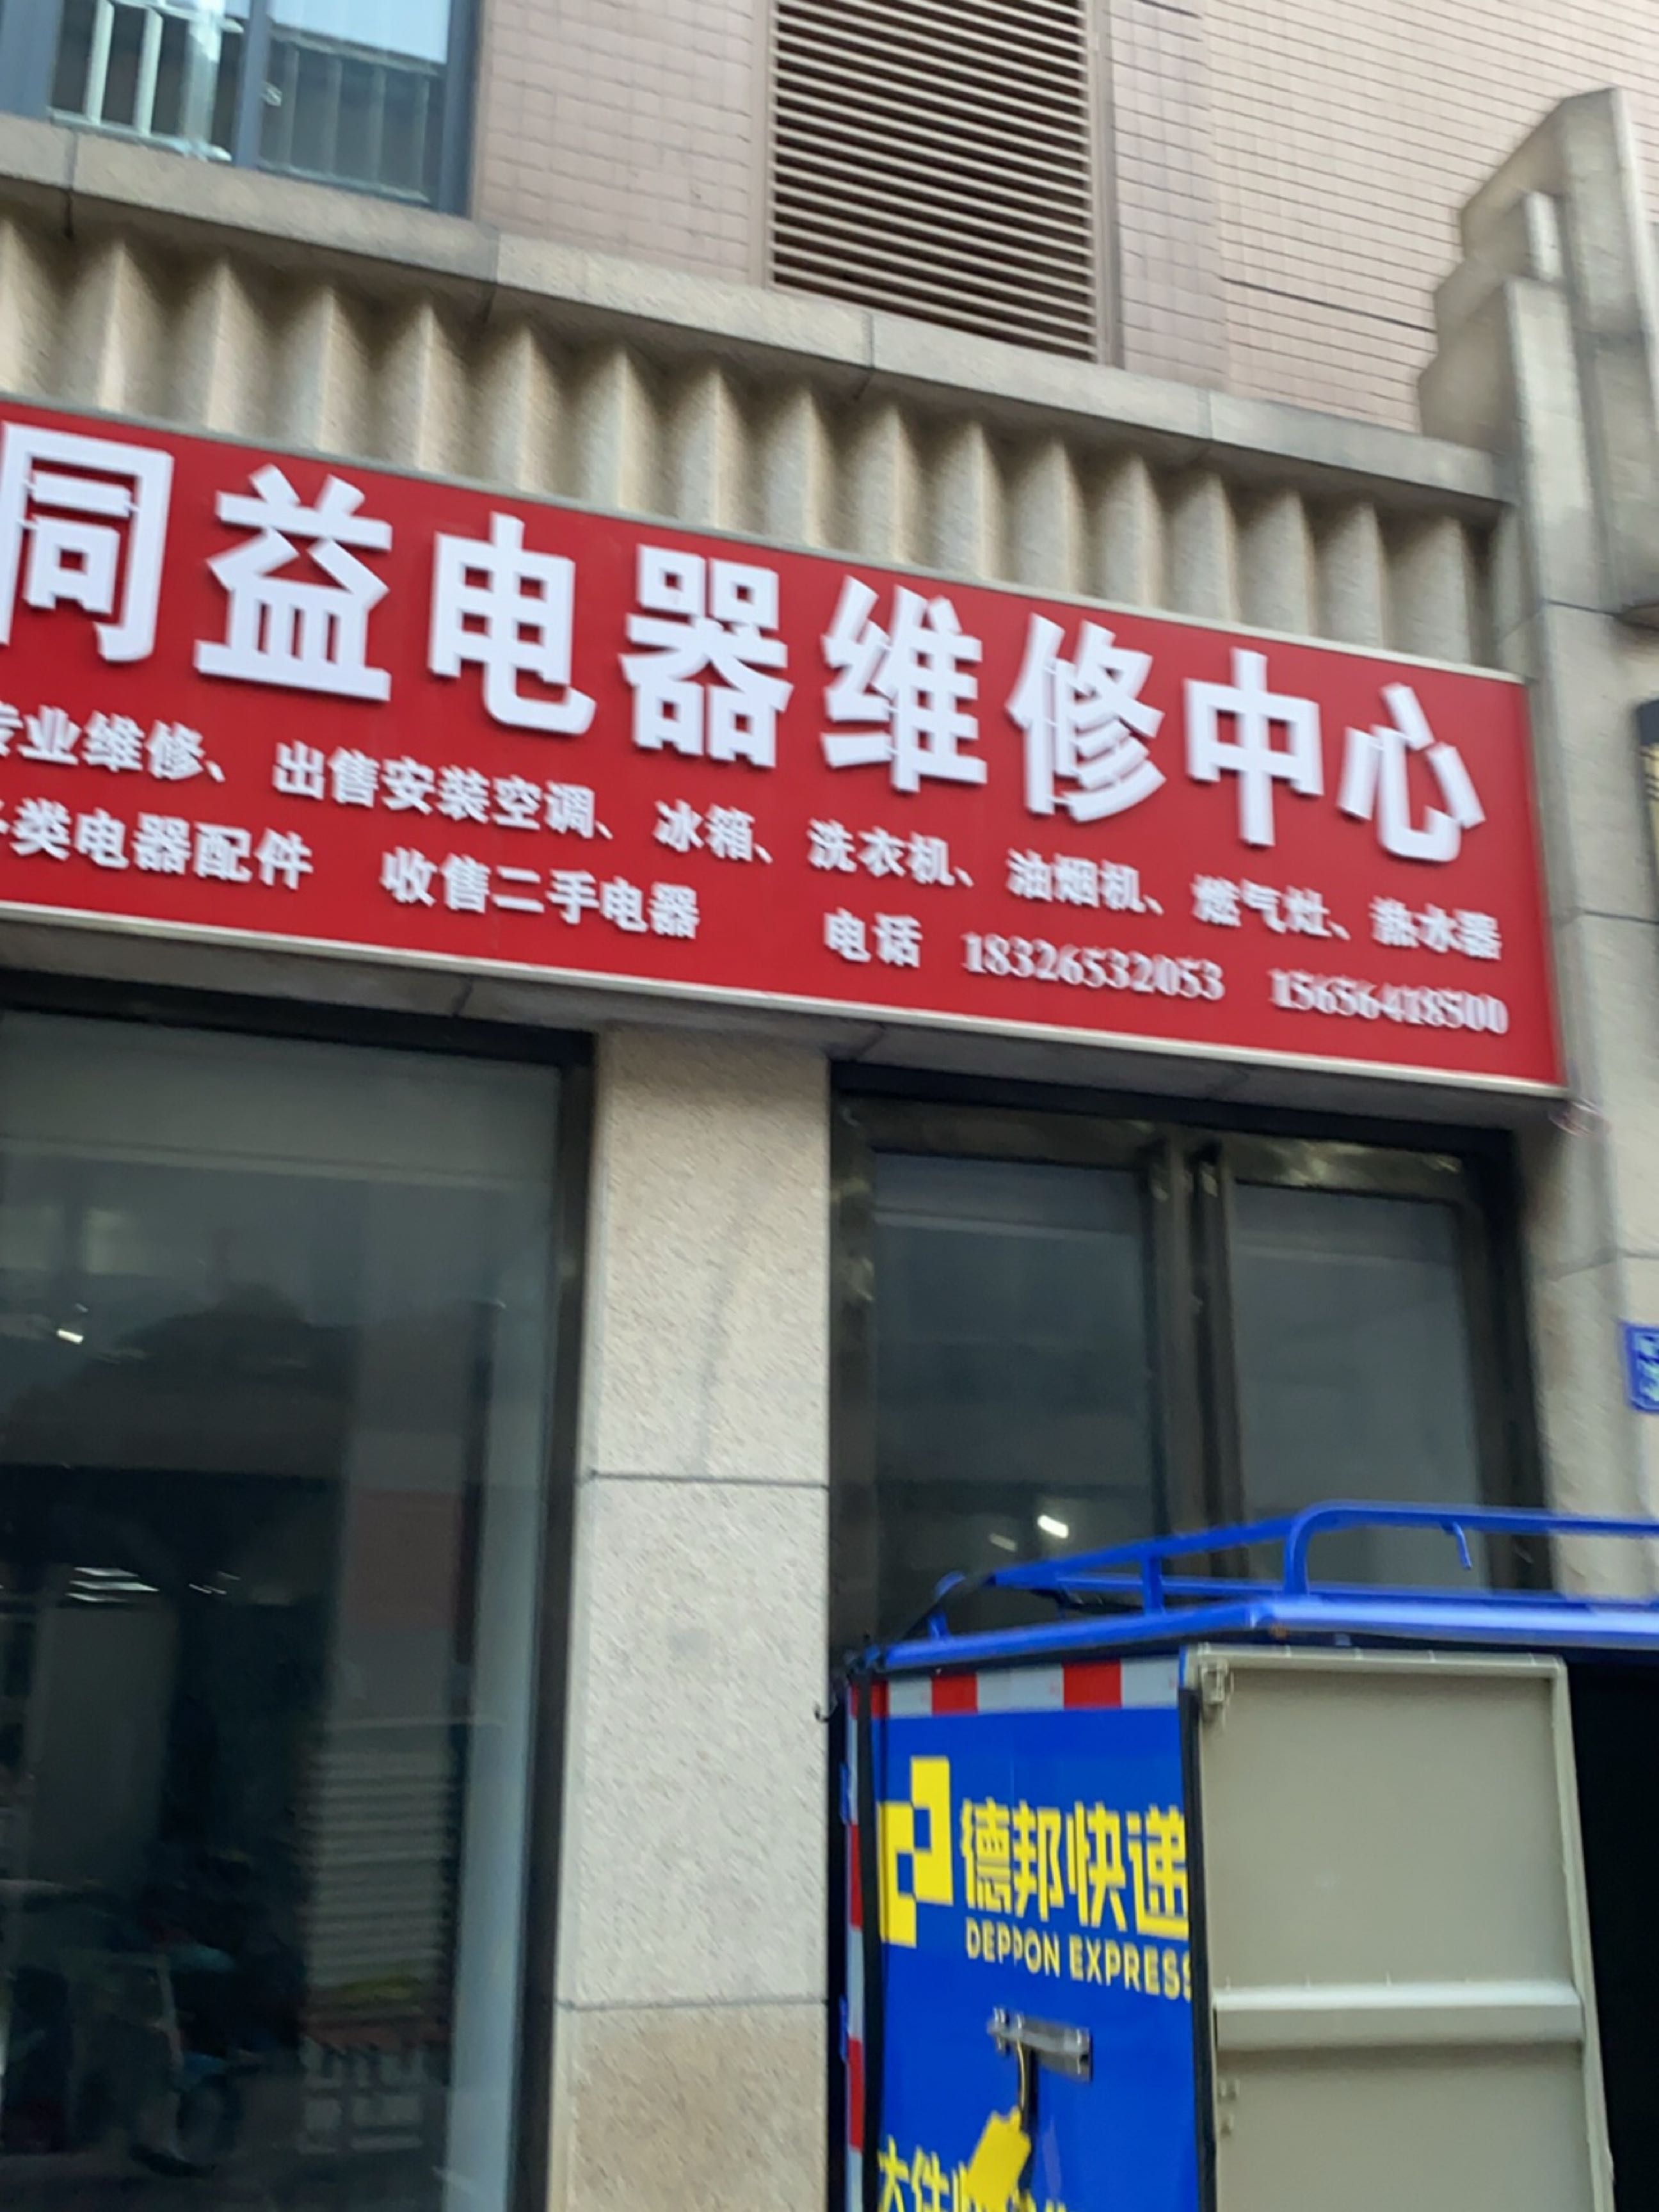 同益电器维修中心
专业维修、出售安装空调、冰箱、洗衣机、油烟机、燃气灶、热水器
类电器配件 收售二手电器 电话 18326532053 15656418500
德邦快递
DEPPON EXPRESS
大件